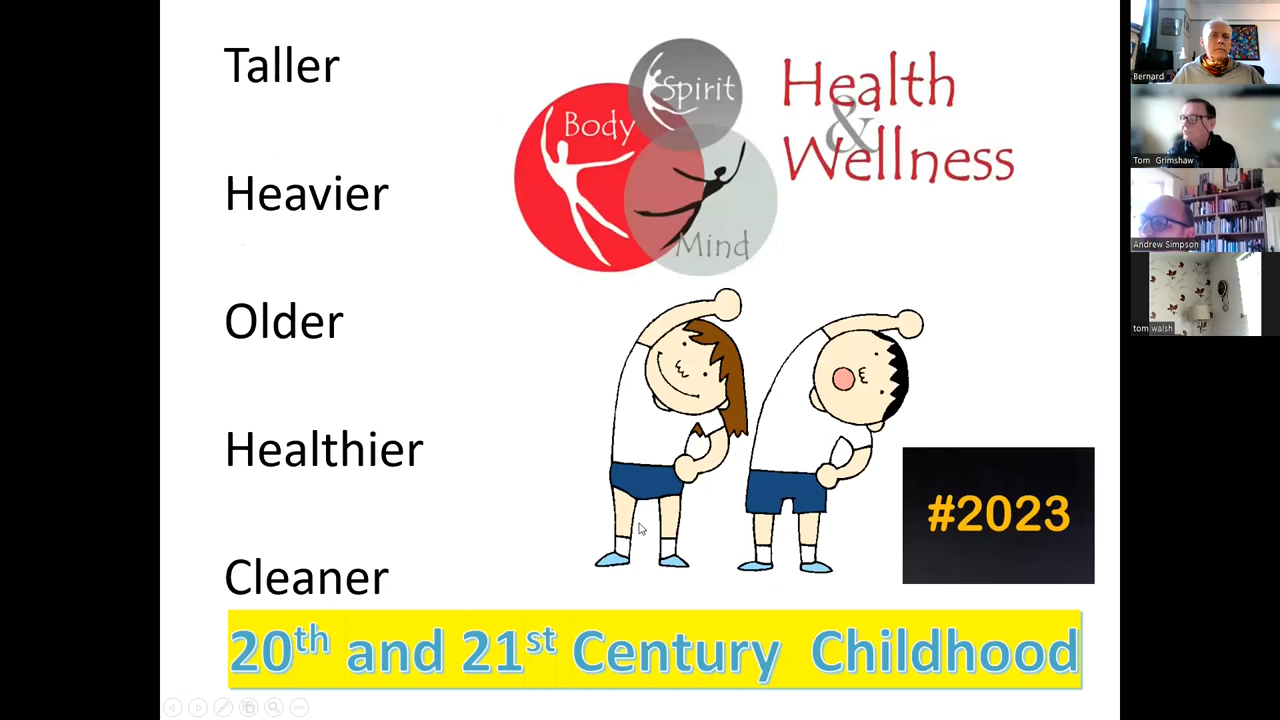 Taller
Heavier
Older
Healthier
Cleaner
Spirit
Body
Mind
Health
&
Wellness
#2023
20th and 21st Century Childhood
Bernard
Tom Grimshaw
Andrew Simpson
tom walsh